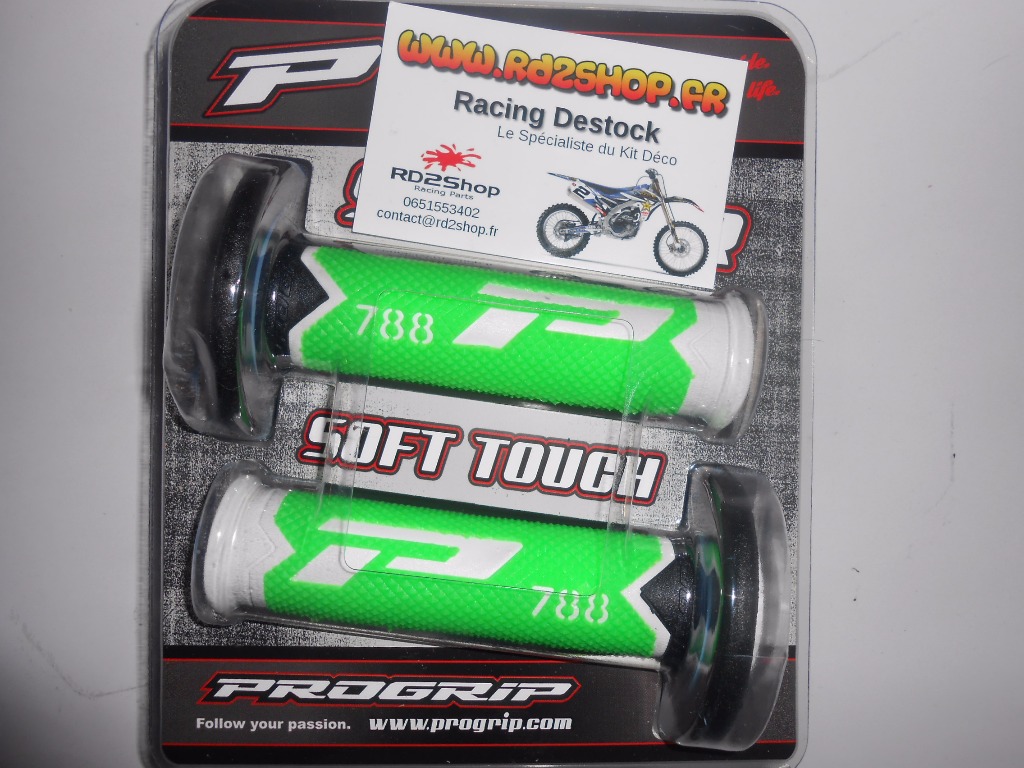 WWW.RD2SHOP.FR
Racing Destock
Le Spécialiste du Kit Déco
RD2Shop
Racing Parts
0651553402
contact@rd2shop.fr
life.
788
SOFT TOUCH
788
PROGRIP
Follow your passion. www.progrip.com